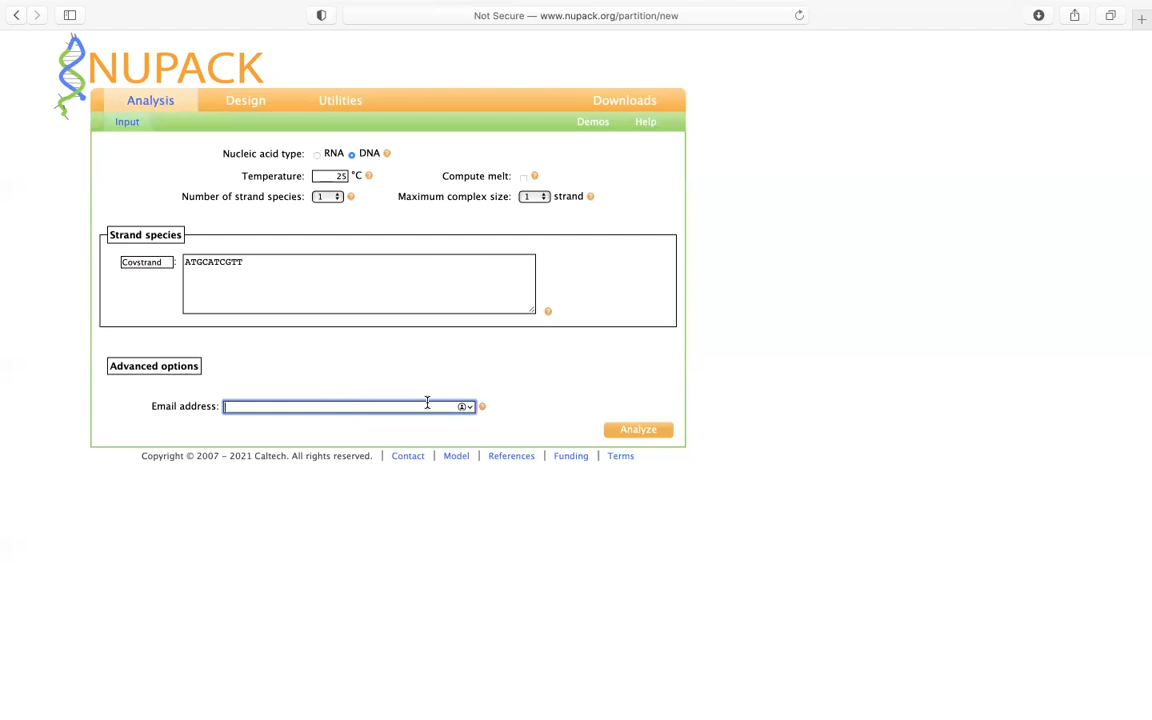 Not Secure — www.nupack.org/partition/new
NUPACK
Analysis Design Utilities Downloads
Input Demos Help
Nucleic acid type: RNA DNA ?
Temperature: 25 °C ? Compute melt: ?
Number of strand species: 1 ? Maximum complex size: 1 strand ?
Strand species
Covstrand : ATGCATCGTT
?
Advanced options
Email address: ?
Analyze
Copyright © 2007 – 2021 Caltech. All rights reserved. | Contact | Model | References | Funding | Terms